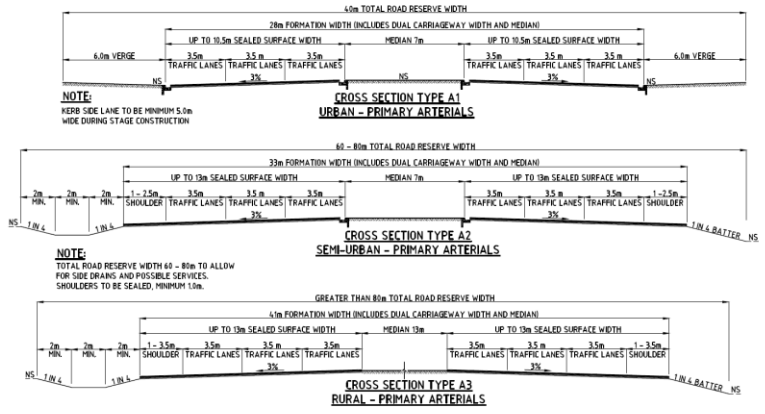 40m TOTAL ROAD RESERVE WIDTH
28m FORMATION WIDTH (INCLUDES DUAL CARRIAGEWAY WIDTH AND MEDIAN)
UP TO 10.5m SEALED SURFACE WIDTH MEDIAN 7m UP TO 10.5m SEALED SURFACE WIDTH
6.0m VERGE 3.5m 3.5m 3.5m 3.5m 3.5m 3.5m 6.0m VERGE
TRAFFIC LANES TRAFFIC LANES TRAFFIC LANES TRAFFIC LANES TRAFFIC LANES TRAFFIC LANES
NS 3% NS 3% NS
NOTE:
KERB SIDE LANE TO BE MINIMUM 5.0m
WIDE DURING STAGE CONSTRUCTION
CROSS SECTION TYPE A1
URBAN - PRIMARY ARTERIALS
60 - 80m TOTAL ROAD RESERVE WIDTH
33m FORMATION WIDTH (INCLUDES DUAL CARRIAGEWAY WIDTH AND MEDIAN)
UP TO 13m SEALED SURFACE WIDTH MEDIAN 7m UP TO 13m SEALED SURFACE WIDTH
2m 2m 2m 1 - 2.5m 3.5m 3.5 m 3.5m 3.5m 3.5 m 3.5m 1 -2.5m
MIN. MIN. MIN. SHOULDER TRAFFIC LANES TRAFFIC LANES TRAFFIC LANES TRAFFIC LANES TRAFFIC LANES TRAFFIC LANES SHOULDER
NS 1 IN 4 1 IN 4 3% 3% 1 IN 4 BATTER NS
NOTE:
TOTAL ROAD RESERVE WIDTH 60 - 80m TO ALLOW
FOR SIDE DRAINS AND POSSIBLE SERVICES.
SHOULDERS TO BE SEALED, MINIMUM 1.0m.
CROSS SECTION TYPE A2
SEMI-URBAN - PRIMARY ARTERIALS
GREATER THAN 80m TOTAL ROAD RESERVE WIDTH
41m FORMATION WIDTH (INCLUDES DUAL CARRIAGEWAY WIDTH AND MEDIAN)
UP TO 13m SEALED SURFACE WIDTH MEDIAN 13m UP TO 13m SEALED SURFACE WIDTH
2m 2m 2m 1 - 3.5m 3.5m 3.5 m 3.5m 3.5m 3.5 m 3.5m 1 - 3.5m
MIN. MIN. MIN. SHOULDER TRAFFIC LANES TRAFFIC LANES TRAFFIC LANES TRAFFIC LANES TRAFFIC LANES TRAFFIC LANES SHOULDER
NS 1 IN 4 1 IN 4 3% 3% 1 IN 4 BATTER NS
CROSS SECTION TYPE A3
RURAL - PRIMARY ARTERIALS